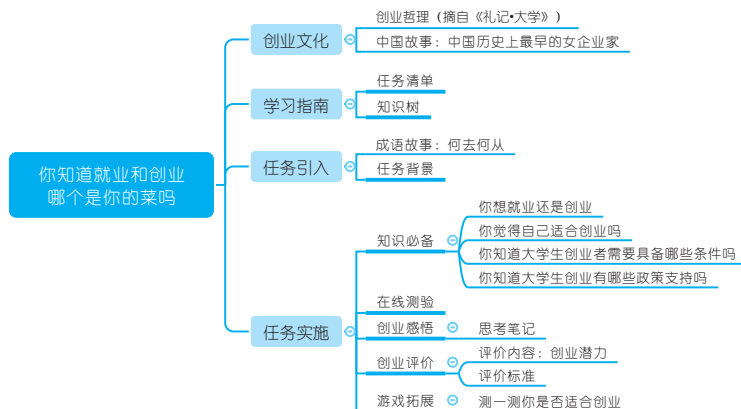 创业哲理（摘自《礼记•大学》）
创业文化
中国故事：中国历史上最早的女企业家
任务清单
学习指南
知识树
成语故事：何去何从
任务引入
任务背景
你知道就业和创业
哪个是你的菜吗
你想就业还是创业
你觉得自己适合创业吗
知识必备
你知道大学生创业者需要具备哪些条件吗
你知道大学生创业有哪些政策支持吗
在线测验
任务实施
创业感悟
思考笔记
评价内容：创业潜力
创业评价
评价标准
游戏拓展
测一测你是否适合创业